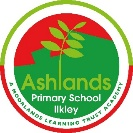 Ashlands
Primary School
Ilkley
A MOORLANDS LEARNING TRUST ACADEMY